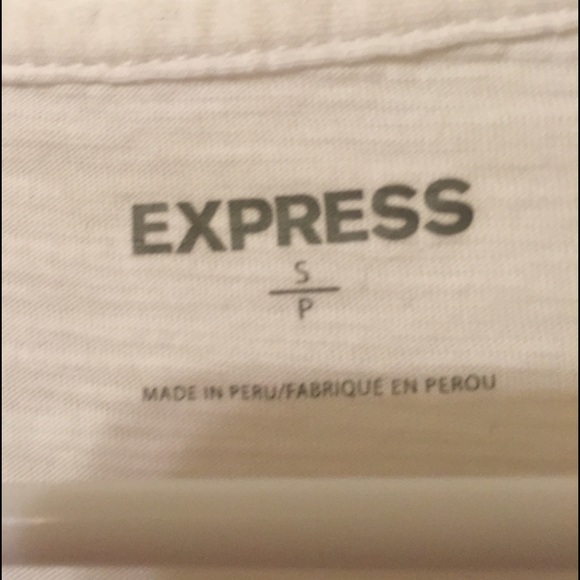 EXPRESS
S
P
MADE IN PERU/FABRIQUE EN PEROU